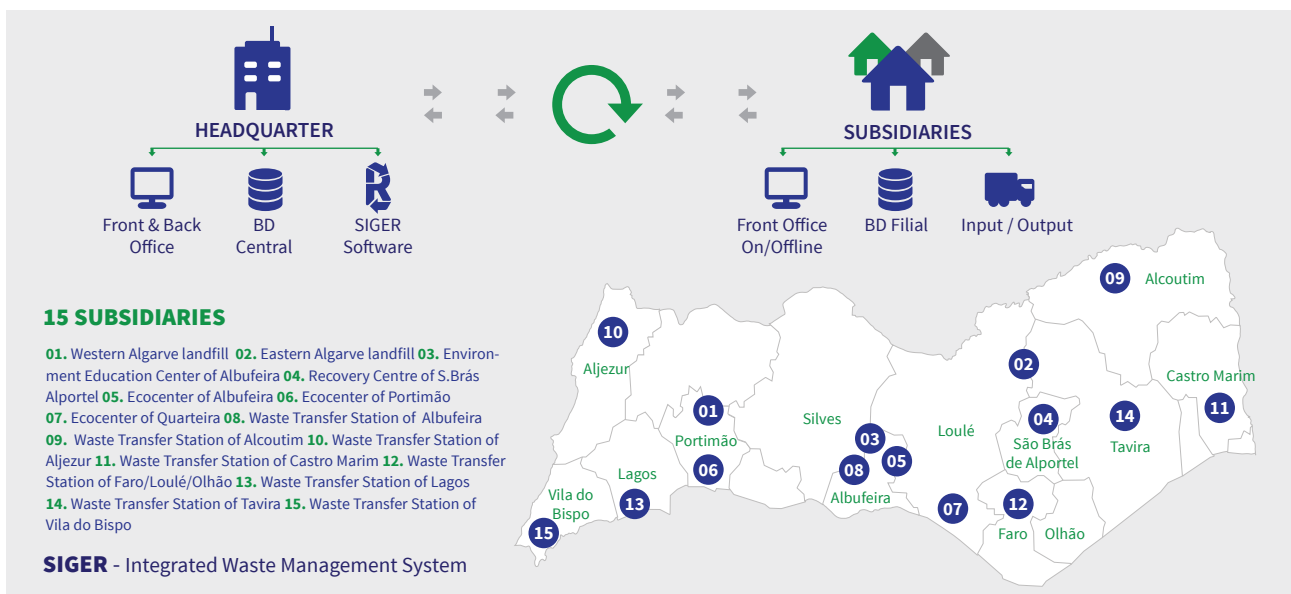 HEADQUARTER
SUBSIDIARIES
Front & Back
Office
BD
Central
SIGER
Software
Front Office
On/Offline
BD Filial
Input / Output
15 SUBSIDIARIES
01. Western Algarve landfill 02. Eastern Algarve landfill 03. Environ-
ment Education Center of Albufeira 04. Recovery Centre of S.Brás
Alportel 05. Ecocenter of Albufeira 06. Ecocenter of Portimão
07. Ecocenter of Quarteira 08. Waste Transfer Station of Albufeira
09. Waste Transfer Station of Alcoutim 10. Waste Transfer Station of
Aljezur 11. Waste Transfer Station of Castro Marim 12. Waste Transfer
Station of Faro/Loulé/Olhão 13. Waste Transfer Station of Lagos
14. Waste Transfer Station of Tavira 15. Waste Transfer Station of
Vila do Bispo
SIGER - Integrated Waste Management System
09
Alcoutim
10
Aljezur
02
Castro Marim
11
01
Portimão
06
Silves
03
08
05
Albufeira
Loulé
04
São Brás
de Alportel
14
Tavira
Lagos
13
Vila do
Bispo
15
07
12
Faro
Olhão